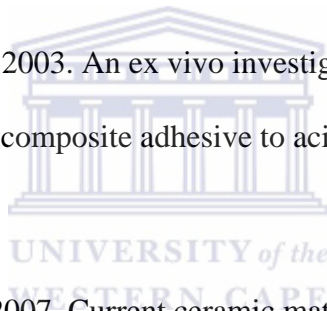 2003. An ex vivo investig
composite adhesive to aci
UNIVERSITY of the
2007. Current ceramic mat
WESTERN CAPE